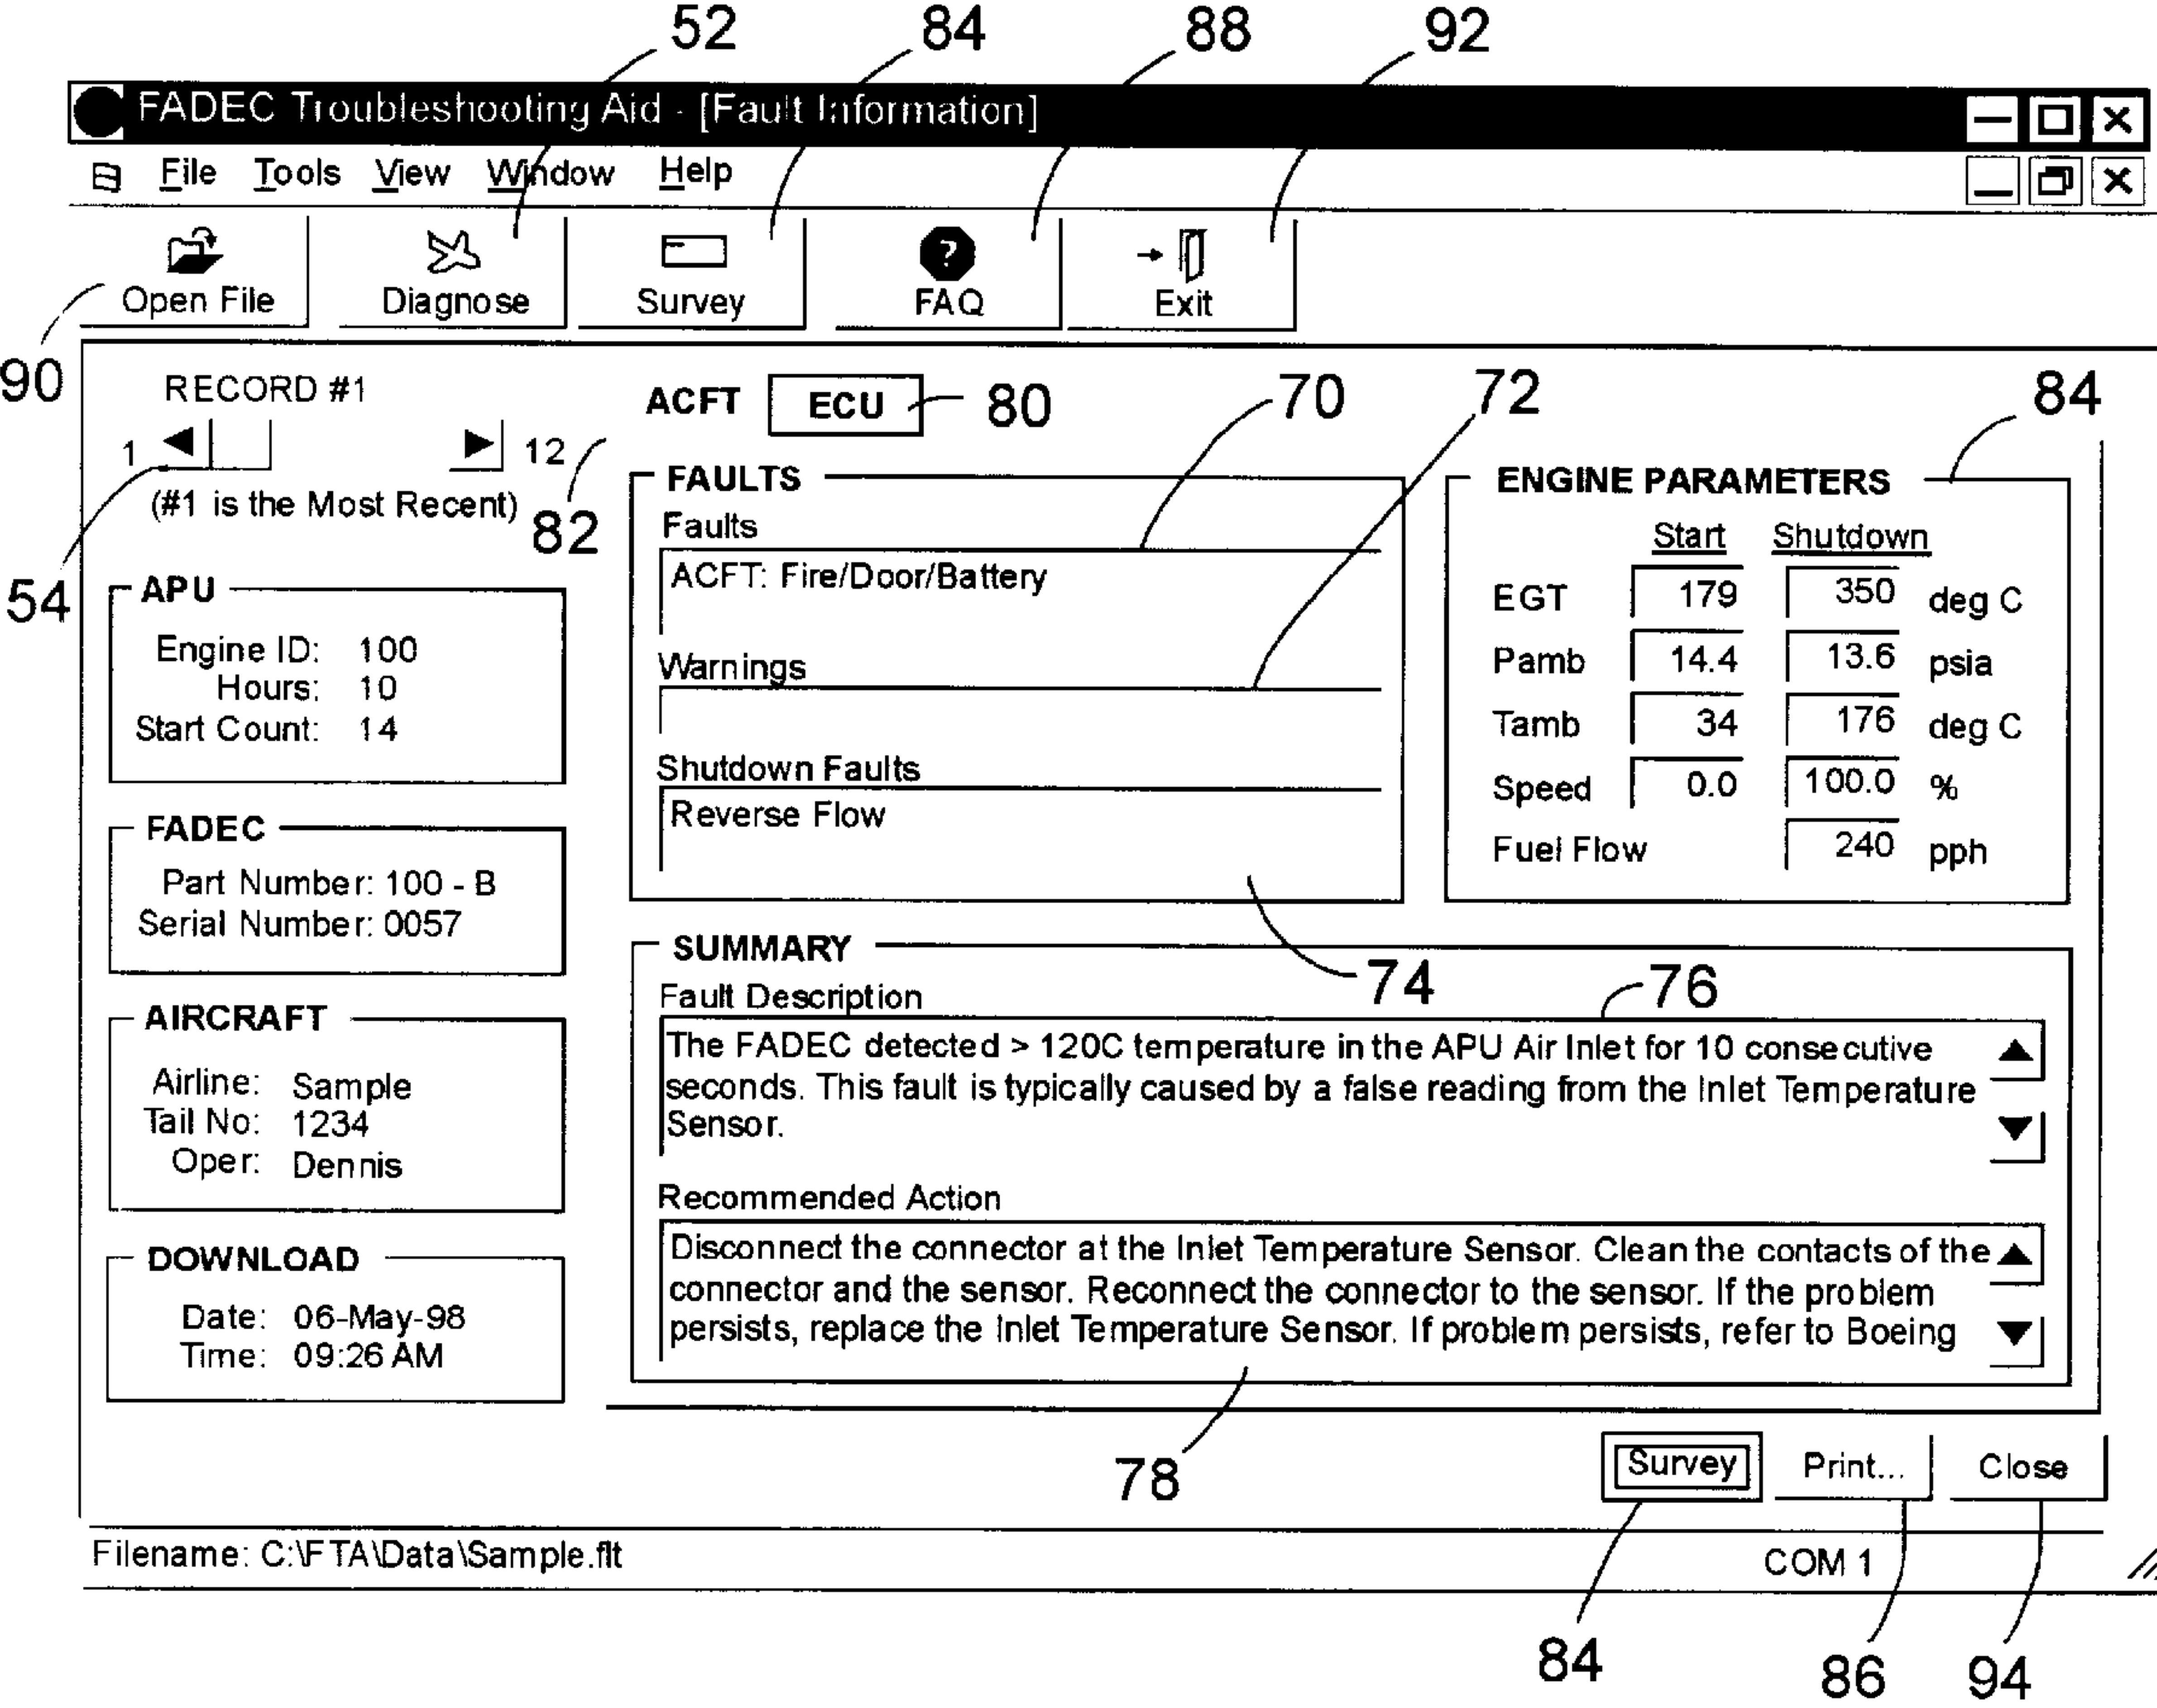 52 84 88 92
FADEC Troubleshooting Aid - [Fault Information]
File Tools View Window Help
Open File Diagnose Survey FAQ Exit
?
90
RECORD #1
1 12
(#1 is the Most Recent)
54
82
ACFT ECU 80
70 72 84
APU
Engine ID: 100
Hours: 10
Start Count: 14
FADEC
Part Number: 100 - B
Serial Number: 0057
AIRCRAFT
Airline: Sample
Tail No: 1234
Oper: Dennis
DOWNLOAD
Date: 06-May-98
Time: 09:26 AM
FAULTS
Faults
ACFT: Fire/Door/Battery
Warnings
Shutdown Faults
Reverse Flow
74
ENGINE PARAMETERS
Start Shutdown
EGT 179 350 deg C
Pamb 14.4 13.6 psia
Tamb 34 176 deg C
Speed 0.0 100.0 %
Fuel Flow 240 pph
SUMMARY
76
Fault Description
The FADEC detected > 120C temperature in the APU Air Inlet for 10 consecutive
seconds. This fault is typically caused by a false reading from the Inlet Temperature
Sensor.
Recommended Action
Disconnect the connector at the Inlet Temperature Sensor. Clean the contacts of the
connector and the sensor. Reconnect the connector to the sensor. If the problem
persists, replace the Inlet Temperature Sensor. If problem persists, refer to Boeing
78
Survey Print... Close
Filename: C:\FTA\Data\Sample.flt COM 1
84 86 94